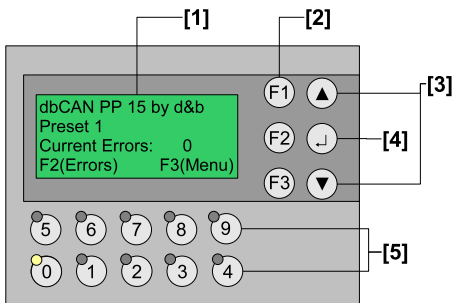 [1]
[2]
dbCAN PP 15 by d&b
Preset 1
Current Errors: 0
F2(Errors) F3(Menu)
F1
[3]
F2
[4]
F3
5 6 7 8 9
0 1 2 3 4
[5]